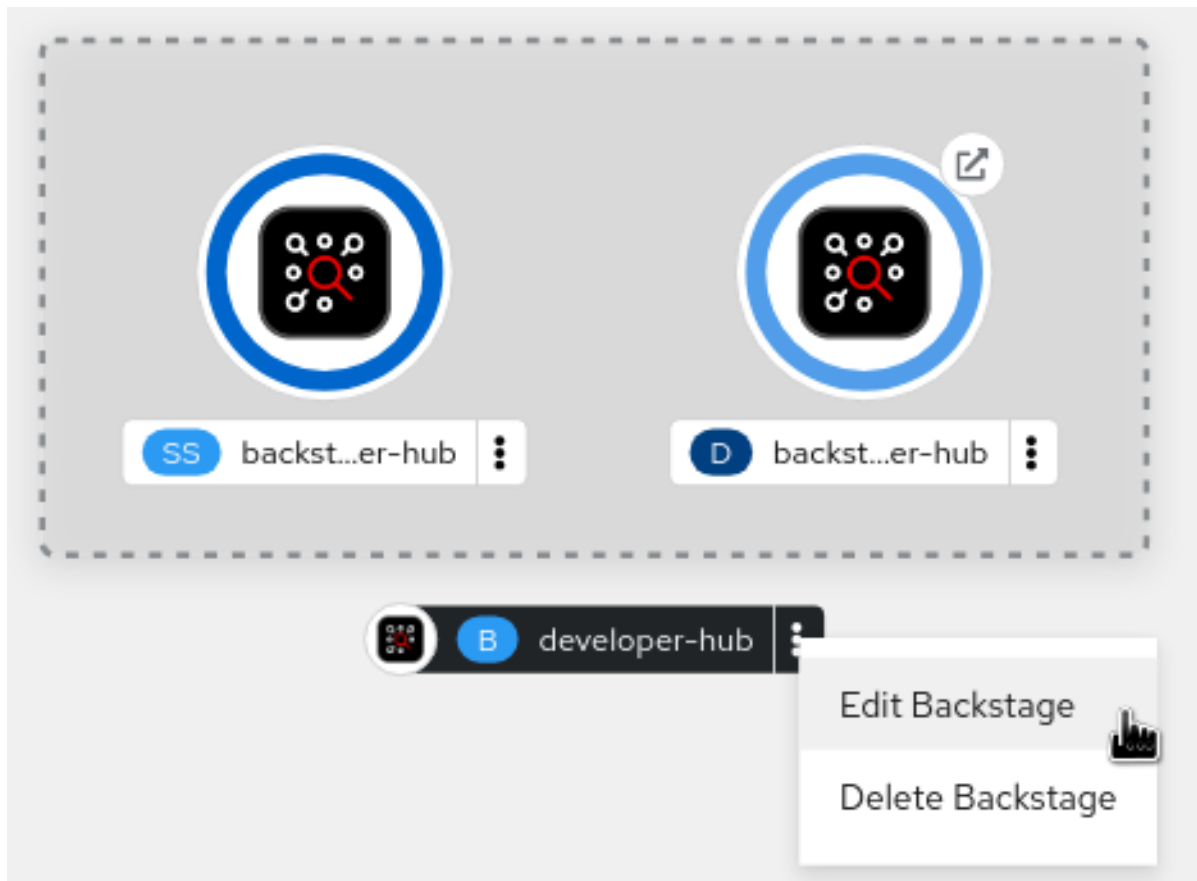 SS backst...er-hub
D backst...er-hub
B developer-hub
Edit Backstage
Delete Backstage